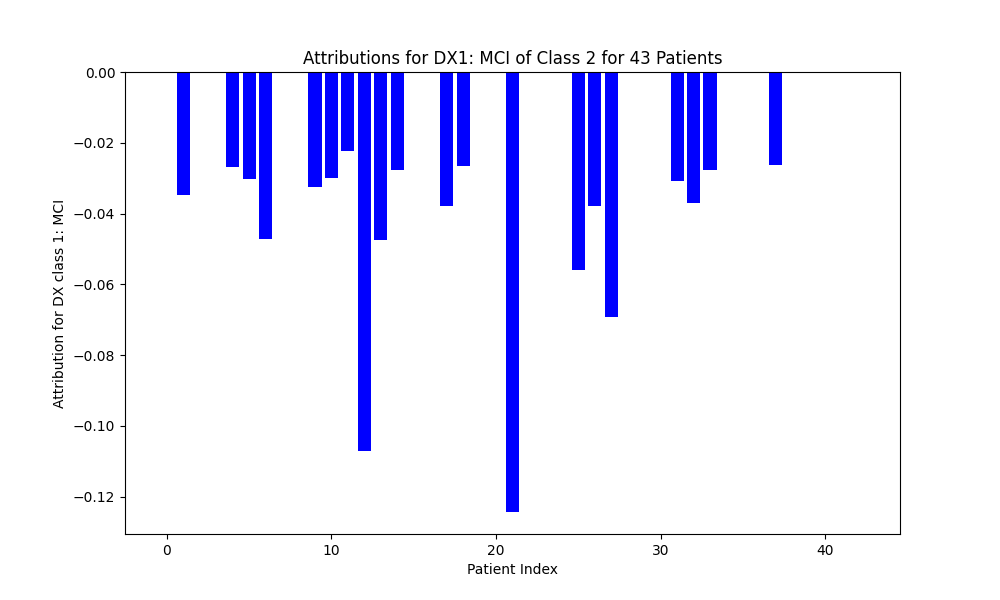 Attributions for DX1: MCI of Class 2 for 43 Patients
Attribution for DX class 1: MCI
0.00
−0.02
−0.04
−0.06
−0.08
−0.10
−0.12
0 10 20 30 40
Patient Index